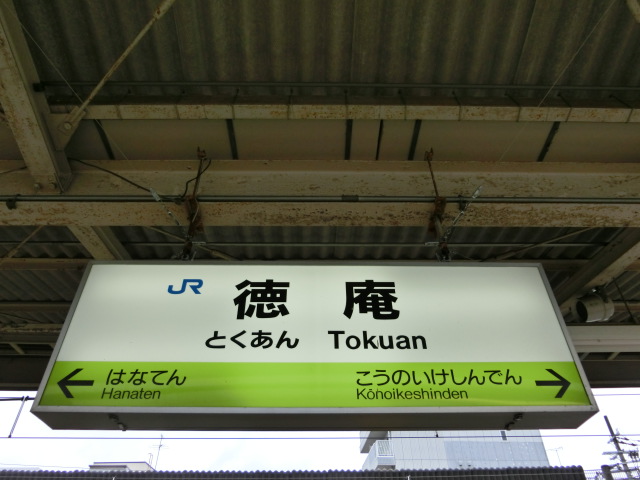 JR 徳庵
とくあん Tokuan
← はなてん こうのいけしんでん →
Hanaten Kōnoikeshinden